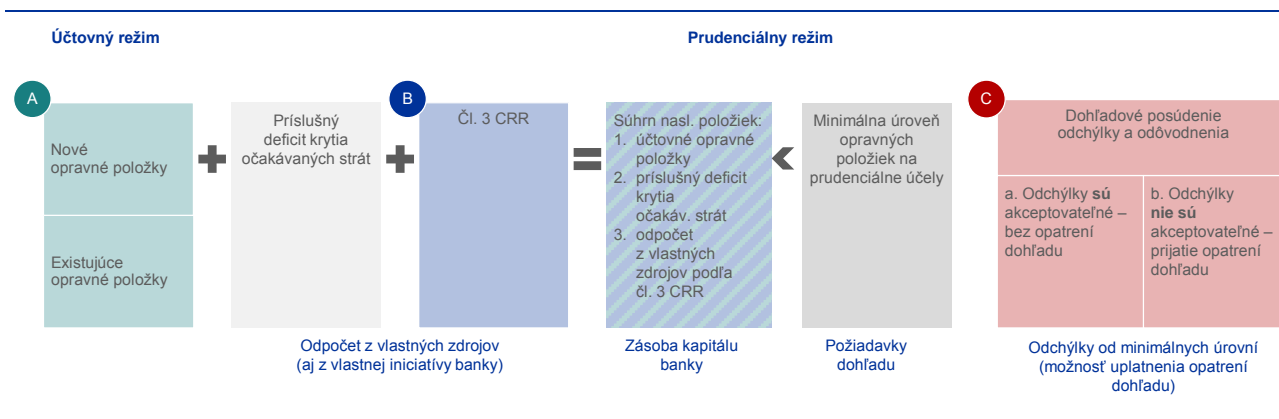 Účtovný režim
Prudenciálny režim
A
Nové
opravné položky
Existujúce
opravné položky
Príslušný
deficit krytia
očakávaných strát
B
Čl. 3 CRR
Odpočet z vlastných zdrojov
(aj z vlastnej iniciatívy banky)
Súhrn nasl. položiek:
1. účtovné opravné
položky
2. príslušný deficit
krytia
očakáv. strát
3. odpočet
z vlastných
zdrojov podľa
čl. 3 CRR
Zásoba kapitálu
banky
Minimálna úroveň
opravných
položiek na
prudenciálne účely
Požiadavky
dohľadu
C
Dohľadové posúdenie
odchýlky a odôvodnenia
a. Odchýlky sú
akceptovateľné –
bez opatrení
dohľadu
b. Odchýlky
nie sú
akceptovateľné –
prijatie opatrení
dohľadu
Odchýlky od minimálnych úrovní
(možnosť uplatnenia opatrení
dohľadu)